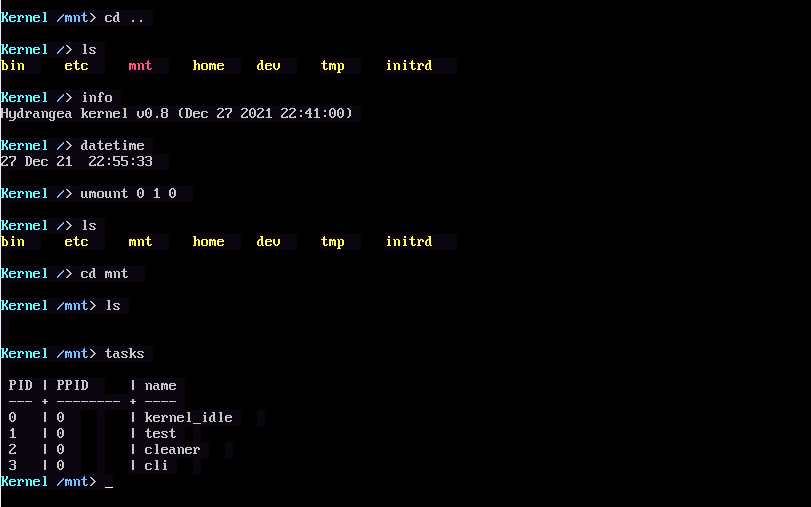 Kernel /mnt> cd ..
Kernel /> ls
bin etc mnt home dev tmp initrd
Kernel /> info
Hydrangea kernel v0.8 (Dec 27 2021 22:41:00)
Kernel /> datetime
27 Dec 21  22:55:33
Kernel /> umount 0 1 0
Kernel /> ls
bin etc mnt home dev tmp initrd
Kernel /> cd mnt
Kernel /mnt> ls
Kernel /mnt> tasks
PID | PPID     | name
--- + -------- + ----
0   | 0        | kernel_idle
1   | 0        | test
2   | 0        | cleaner
3   | 0        | cli
Kernel /mnt> _